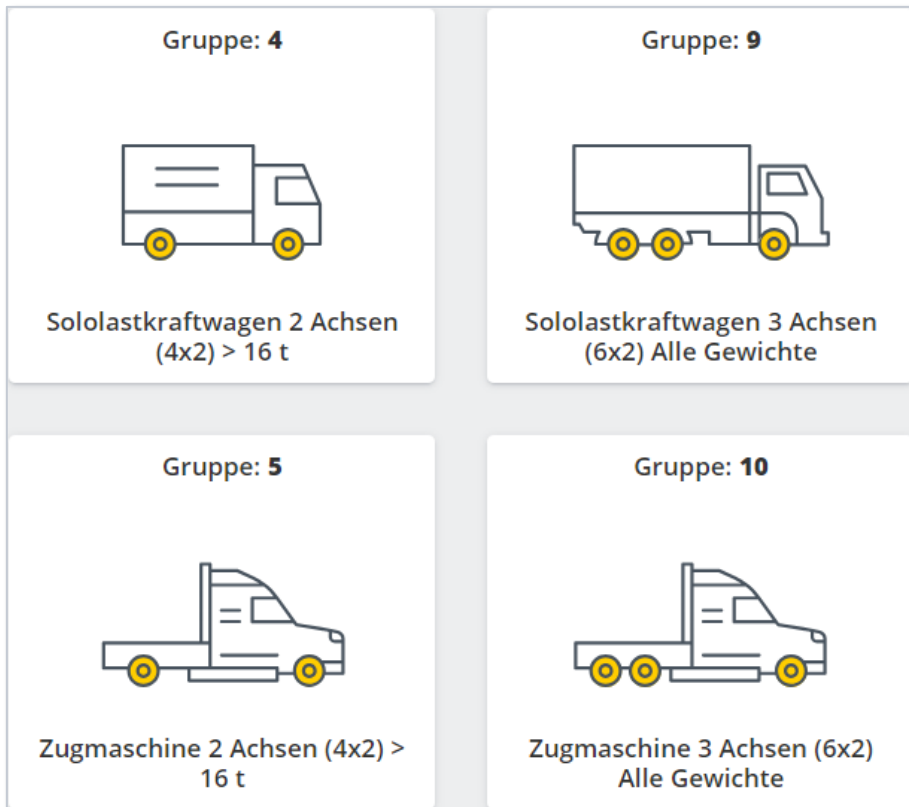 Gruppe: 4
Sololastkraftwagen 2 Achsen
(4x2) > 16 t
Gruppe: 9
Sololastkraftwagen 3 Achsen
(6x2) Alle Gewichte
Gruppe: 5
Zugmaschine 2 Achsen (4x2) >
16 t
Gruppe: 10
Zugmaschine 3 Achsen (6x2)
Alle Gewichte